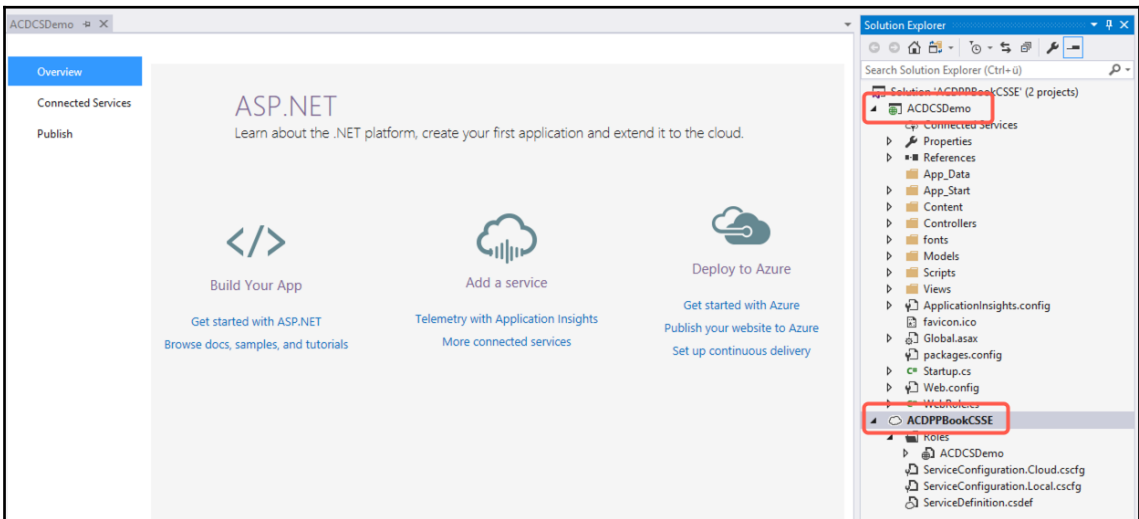 ACDCSDemo
Overview
Connected Services
Publish
ASP.NET
Learn about the .NET platform, create your first application and extend it to the cloud.
Build Your App
Get started with ASP.NET
Browse docs, samples, and tutorials
Add a service
Telemetry with Application Insights
More connected services
Deploy to Azure
Get started with Azure
Publish your website to Azure
Set up continuous delivery
Solution Explorer
Search Solution Explorer (Ctrl+ü)
Solution 'ACDPPBookCSSE' (2 projects)
ACDCSDemo
Connected Services
Properties
References
App_Data
App_Start
Content
Controllers
fonts
Models
Scripts
Views
ApplicationInsights.config
favicon.ico
Global.asax
packages.config
C# Startup.cs
Web.config
C# WebRole.cs
ACDPPBookCSSE
Roles
ACDCSDemo
ServiceConfiguration.Cloud.cscfg
ServiceConfiguration.Local.cscfg
ServiceDefinition.csdef